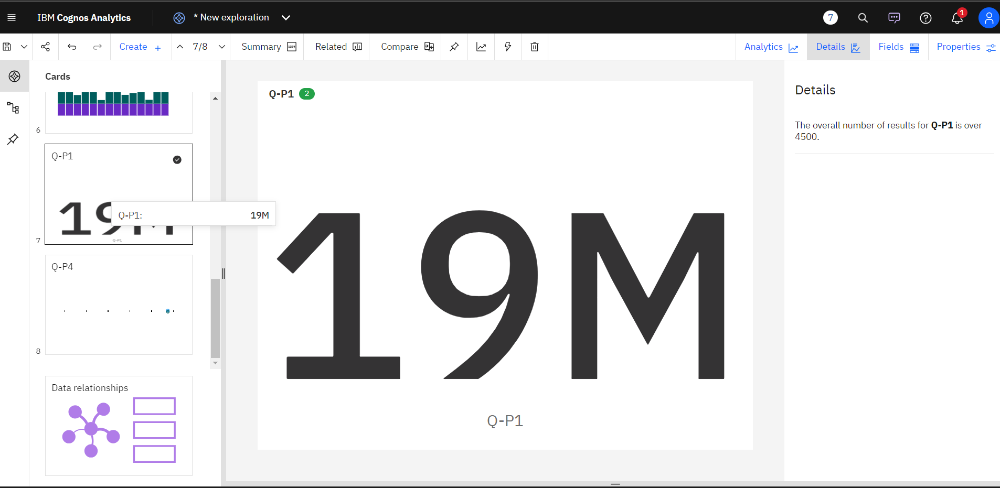 IBM Cognos Analytics
* New exploration
7
1
Create +
7/8
Summary
Related
Compare
Analytics
Details
Fields
Properties
Cards
6
Q-P1
19M
Q-P1
7
Q-P1:
19M
Q-P4
8
Data relationships
Q-P1 2
19M
Q-P1
Details
The overall number of results for Q-P1 is over
4500.